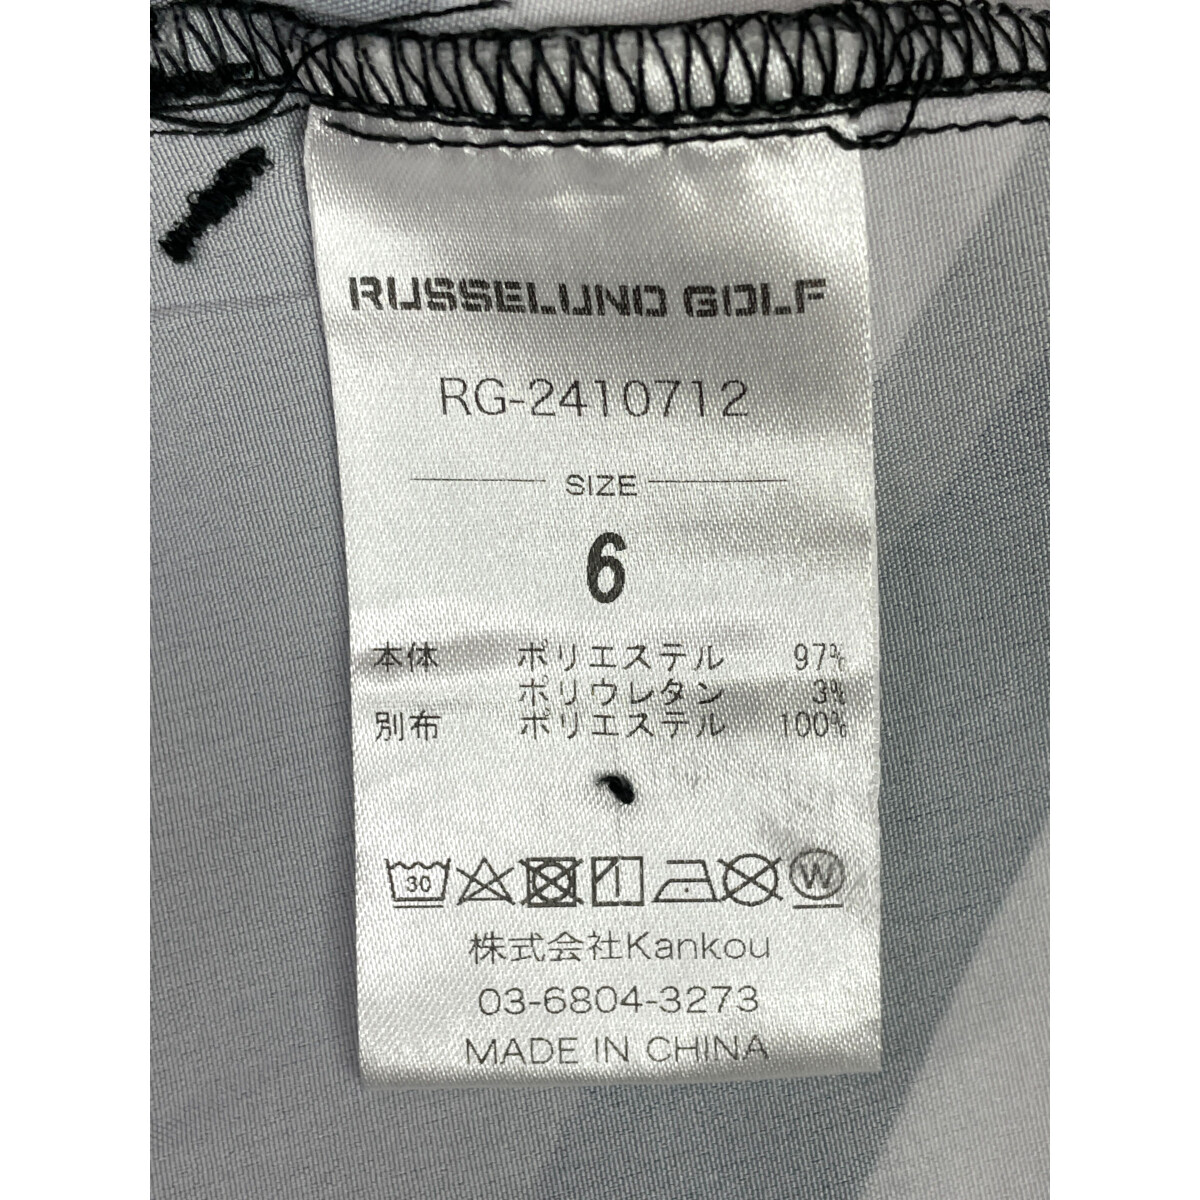 RUSSELUNO GOLF
RG-2410712
SIZE
6
本体 ポリエステル 97%
ポリウレタン 3%
別布 ポリエステル 100%
30 W
株式会社Kankou
03-6804-3273
MADE IN CHINA